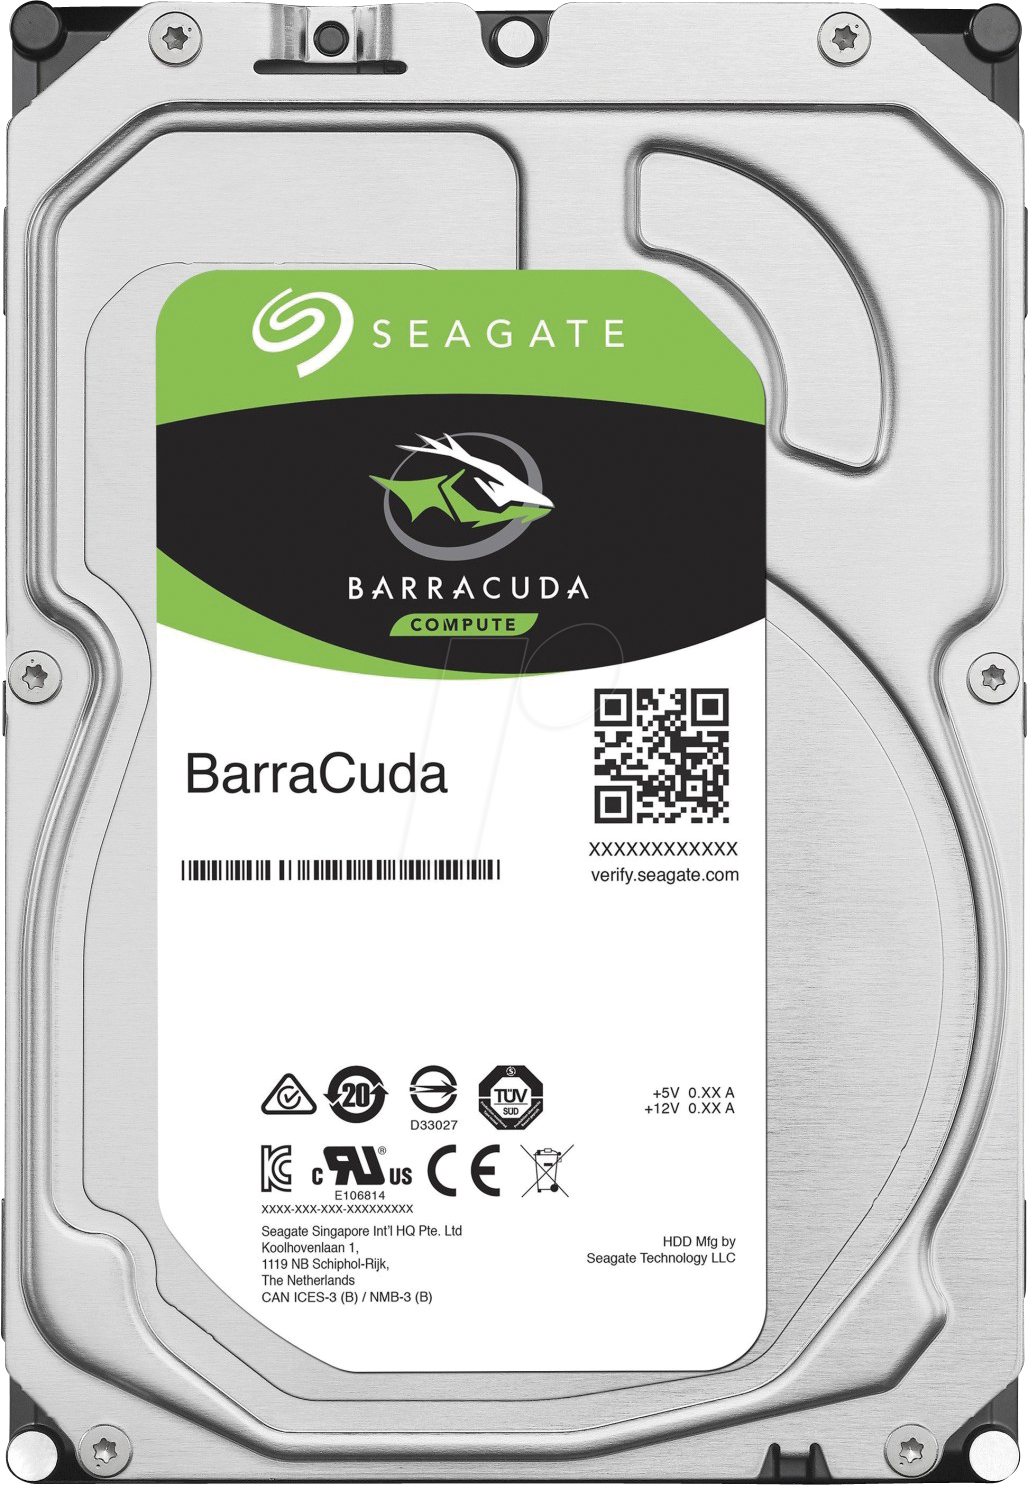 SEAGATE
BARRACUDA
COMPUTE
BarraCuda
XXXXXXXXXXXX
verify.seagate.com
20
D33027
TÜV
SÜD
+5V 0.XX A
+12V 0.XX A
c RU US
E106814
CE
XXXX-XXX-XXX-XXXXXXXXX
Seagate Singapore Int'l HQ Pte. Ltd
Koolhovenlaan 1,
1119 NB Schiphol-Rijk,
The Netherlands
CAN ICES-3 (B) / NMB-3 (B)
HDD Mfg by
Seagate Technology LLC